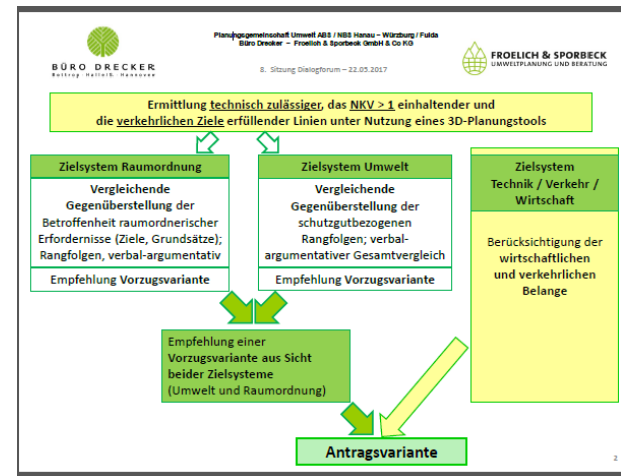 Planungsgemeinschaft Umwelt ABS / NBS Hanau – Würzburg / Fulda
Büro Drecker – Froelich & Sporbeck GmbH & Co KG
BÜRO DRECKER
Bottrop · Halle/S. · Hannover
8. Sitzung Dialogforum – 22.05.2017
FROELICH & SPORBECK
UMWELTPLANUNG UND BERATUNG
Ermittlung technisch zulässiger, das NKV > 1 einhaltender und
die verkehrlichen Ziele erfüllender Linien unter Nutzung eines 3D-Planungstools
Zielsystem Raumordnung
Vergleichende
Gegenüberstellung der
Betroffenheit raumordnerischer
Erfordernisse (Ziele, Grundsätze);
Rangfolgen, verbal-argumentativ
Empfehlung Vorzugsvariante
Zielsystem Umwelt
Vergleichende
Gegenüberstellung der
schutzgutbezogenen
Rangfolgen; verbal-
argumentativer Gesamtvergleich
Empfehlung Vorzugsvariante
Zielsystem
Technik / Verkehr /
Wirtschaft
Berücksichtigung der
wirtschaftlichen
und verkehrlichen
Belange
Empfehlung einer
Vorzugsvariante aus Sicht
beider Zielsysteme
(Umwelt und Raumordnung)
Antragsvariante
2